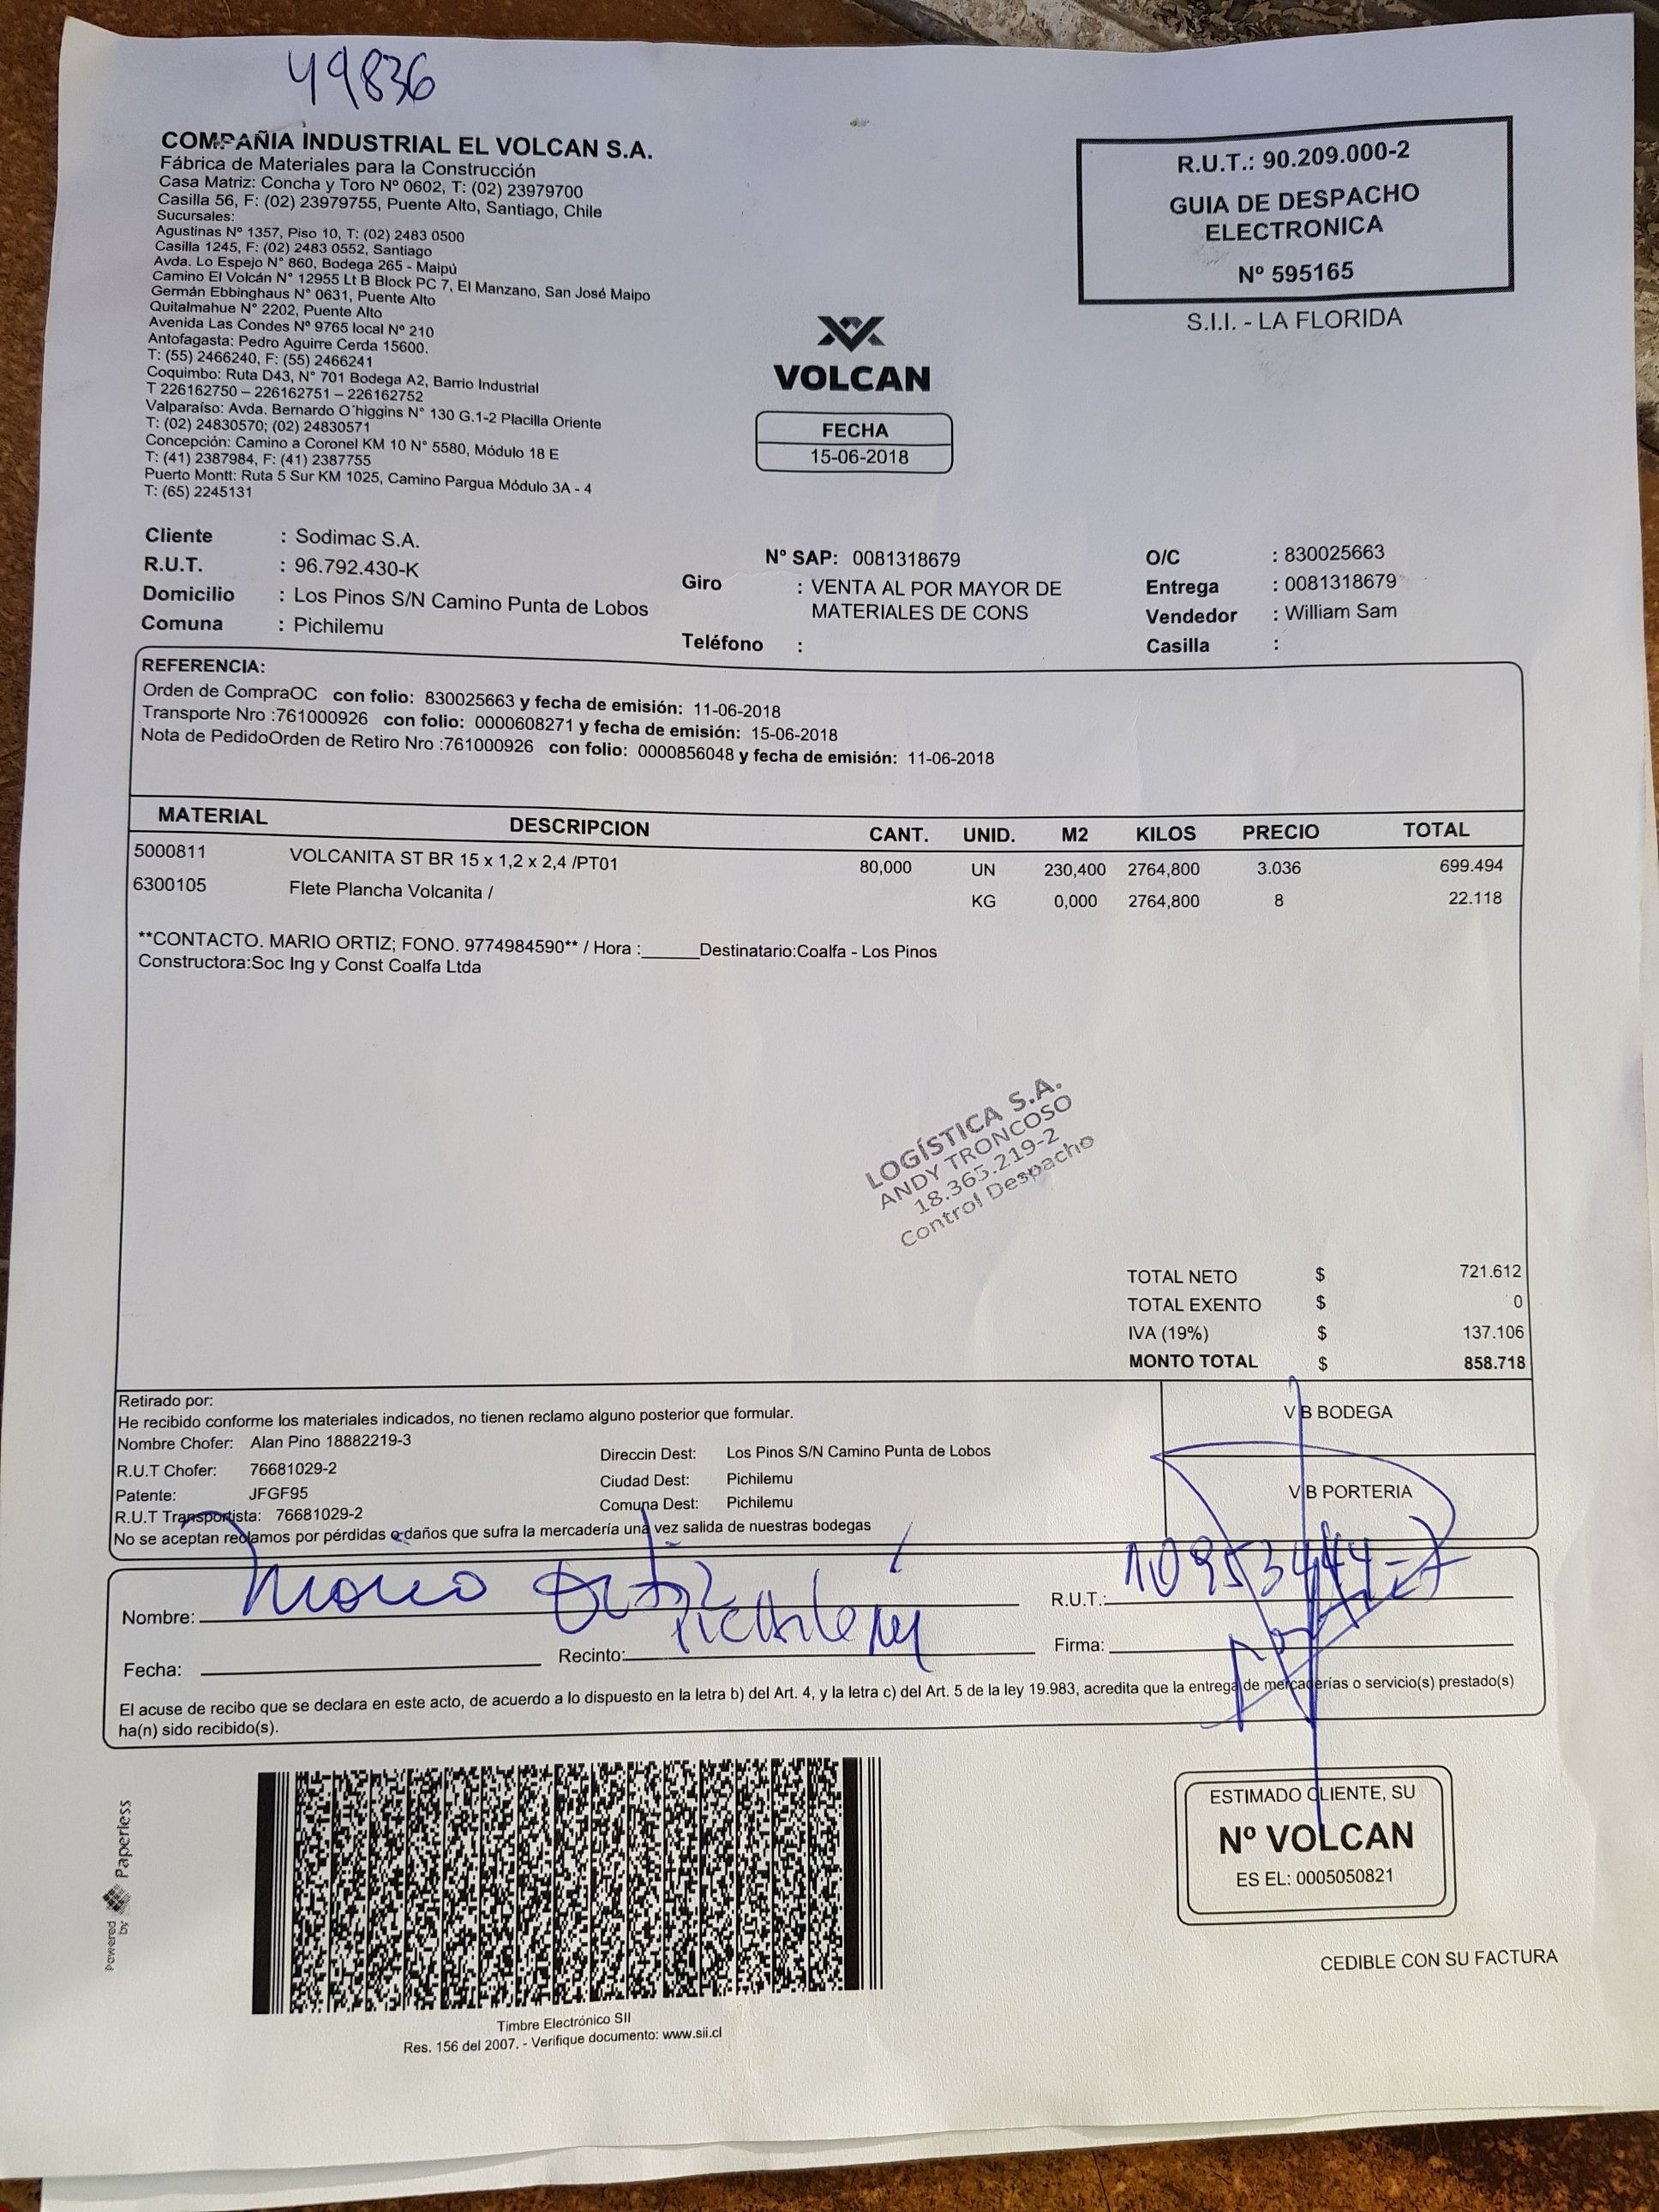 49836
COMPAÑIA INDUSTRIAL EL VOLCAN S.A.
Fábrica de Materiales para la Construcción
Casa Matriz: Concha y Toro Nº 0602, T: (02) 23979700
Casilla 56, F: (02) 23979755, Puente Alto, Santiago, Chile
Sucursales:
Agustinas Nº 1357, Piso 10, T: (02) 2483 0500
Casilla 1245, F: (02) 2483 0552, Santiago
Avda. Lo Espejo N° 860, Bodega 265 - Maipú
Camino El Volcán N° 12955 Lt B Block PC 7, El Manzano, San José Maipo
Germán Ebbinghaus N° 0631, Puente Alto
Quitalmahue N° 2202, Puente Alto
Avenida Las Condes Nº 9765 local Nº 210
Antofagasta: Pedro Aguirre Cerda 15600.
T: (55) 2466240, F: (55) 2466241
Coquimbo: Ruta D43, N° 701 Bodega A2, Barrio Industrial
T 226162750 – 226162751 – 226162752
Valparaíso: Avda. Bernardo O´higgins N° 130 G.1-2 Placilla Oriente
T: (02) 24830570; (02) 24830571
Concepción: Camino a Coronel KM 10 N° 5580, Módulo 18 E
T: (41) 2387984, F: (41) 2387755
Puerto Montt: Ruta 5 Sur KM 1025, Camino Pargua Módulo 3A - 4
T: (65) 2245131
R.U.T.: 90.209.000-2
GUIA DE DESPACHO
ELECTRONICA
Nº 595165
S.I.I. - LA FLORIDA
VOLCAN
FECHA
15-06-2018
Cliente : Sodimac S.A.
R.U.T. : 96.792.430-K
Domicilio : Los Pinos S/N Camino Punta de Lobos
Comuna : Pichilemu
N° SAP: 0081318679
Giro : VENTA AL POR MAYOR DE
MATERIALES DE CONS
Teléfono :
O/C : 830025663
Entrega : 0081318679
Vendedor : William Sam
Casilla :
REFERENCIA:
Orden de CompraOC con folio: 830025663 y fecha de emisión: 11-06-2018
Transporte Nro :761000926 con folio: 0000608271 y fecha de emisión: 15-06-2018
Nota de PedidoOrden de Retiro Nro :761000926 con folio: 0000856048 y fecha de emisión: 11-06-2018
MATERIAL DESCRIPCION CANT. UNID. M2 KILOS PRECIO TOTAL
5000811 VOLCANITA ST BR 15 x 1,2 x 2,4 /PT01 80,000 UN 230,400 2764,800 3.036 699.494
6300105 Flete Plancha Volcanita / KG 0,000 2764,800 8 22.118
**CONTACTO. MARIO ORTIZ; FONO. 9774984590** / Hora :______Destinatario:Coalfa - Los Pinos
Constructora:Soc Ing y Const Coalfa Ltda
LOGÍSTICA S.A.
ANDY TRONCOSO
18.365.219-2
Control Despacho
TOTAL NETO $ 721.612
TOTAL EXENTO $ 0
IVA (19%) $ 137.106
MONTO TOTAL $ 858.718
Retirado por:
He recibido conforme los materiales indicados, no tienen reclamo alguno posterior que formular.
Nombre Chofer: Alan Pino 18882219-3
R.U.T Chofer: 76681029-2
Patente: JFGF95
R.U.T Transportista: 76681029-2
Direccin Dest: Los Pinos S/N Camino Punta de Lobos
Ciudad Dest: Pichilemu
Comuna Dest: Pichilemu
No se aceptan reclamos por pérdidas o daños que sufra la mercadería una vez salida de nuestras bodegas
V B BODEGA
V B PORTERIA
Nombre: Mario Ortiz
R.U.T.: 10953444-7
Fecha:
Recinto: Pichilemu
Firma:
El acuse de recibo que se declara en este acto, de acuerdo a lo dispuesto en la letra b) del Art. 4, y la letra c) del Art. 5 de la ley 19.983, acredita que la entrega de mercaderías o servicio(s) prestado(s)
ha(n) sido recibido(s).
Powered by Paperless
Timbre Electrónico SII
Res. 156 del 2007. - Verifique documento: www.sii.cl
ESTIMADO CLIENTE, SU
Nº VOLCAN
ES EL: 0005050821
CEDIBLE CON SU FACTURA